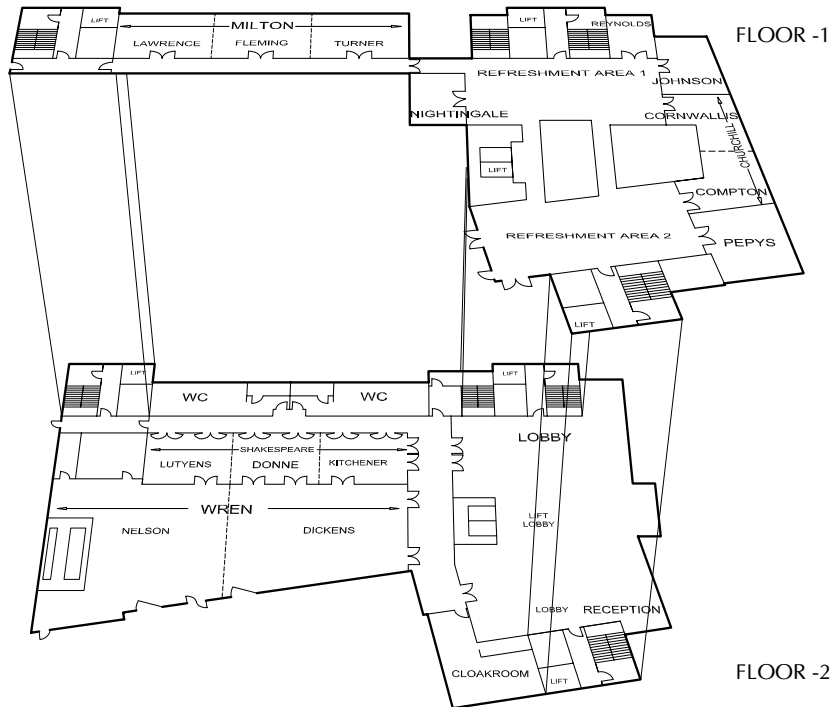 FLOOR -1
LIFT
MILTON
LAWRENCE
FLEMING
TURNER
LIFT
REYNOLDS
REFRESHMENT AREA 1
JOHNSON
NIGHTINGALE
CORNWALLIS
CHURCHILL
LIFT
COMPTON
REFRESHMENT AREA 2
PEPYS
LIFT
LIFT
WC
WC
LIFT
LOBBY
SHAKESPEARE
LUTYENS
DONNE
KITCHENER
WREN
NELSON
DICKENS
LIFT
LOBBY
LOBBY
RECEPTION
CLOAKROOM
LIFT
FLOOR -2